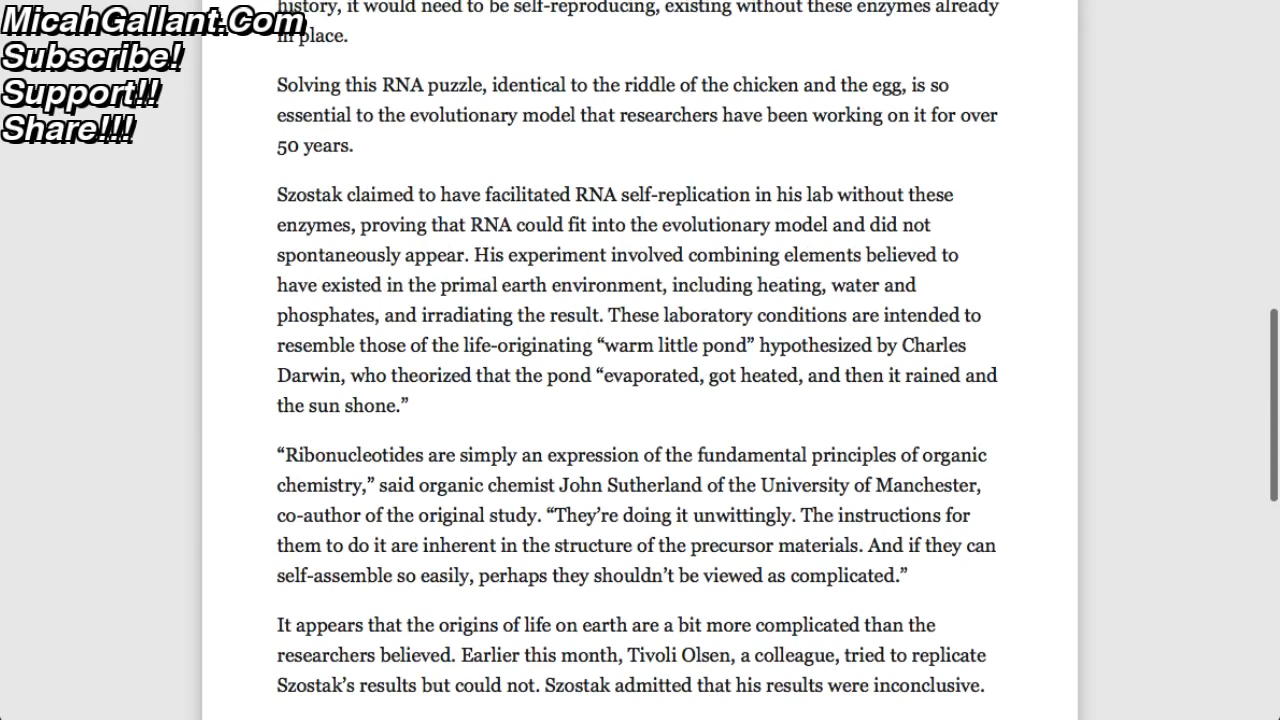 MicahGallant.Com
Subscribe!
Support!!
Share!!!
history, it would need to be self-reproducing, existing without these enzymes already
in place.
Solving this RNA puzzle, identical to the riddle of the chicken and the egg, is so
essential to the evolutionary model that researchers have been working on it for over
50 years.
Szostak claimed to have facilitated RNA self-replication in his lab without these
enzymes, proving that RNA could fit into the evolutionary model and did not
spontaneously appear. His experiment involved combining elements believed to
have existed in the primal earth environment, including heating, water and
phosphates, and irradiating the result. These laboratory conditions are intended to
resemble those of the life-originating “warm little pond” hypothesized by Charles
Darwin, who theorized that the pond “evaporated, got heated, and then it rained and
the sun shone.”
“Ribonucleotides are simply an expression of the fundamental principles of organic
chemistry,” said organic chemist John Sutherland of the University of Manchester,
co-author of the original study. “They’re doing it unwittingly. The instructions for
them to do it are inherent in the structure of the precursor materials. And if they can
self-assemble so easily, perhaps they shouldn’t be viewed as complicated.”
It appears that the origins of life on earth are a bit more complicated than the
researchers believed. Earlier this month, Tivoli Olsen, a colleague, tried to replicate
Szostak’s results but could not. Szostak admitted that his results were inconclusive.